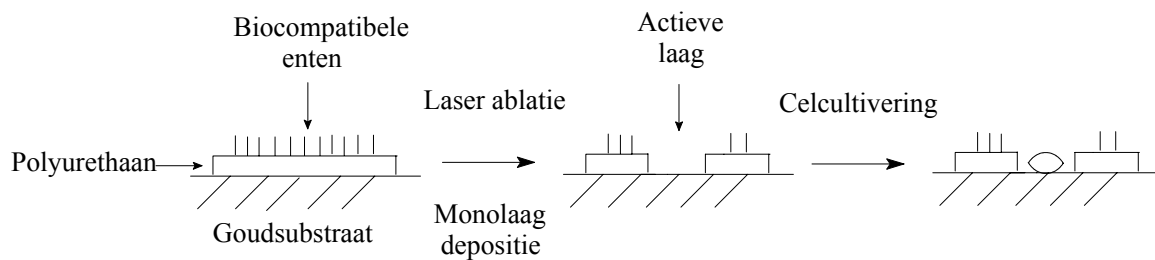 Biocompatibele
enten
Polyurethaan
Goudsubstraat
Laser ablatie
Monolaag
depositie
Actieve
laag
Celcultivering